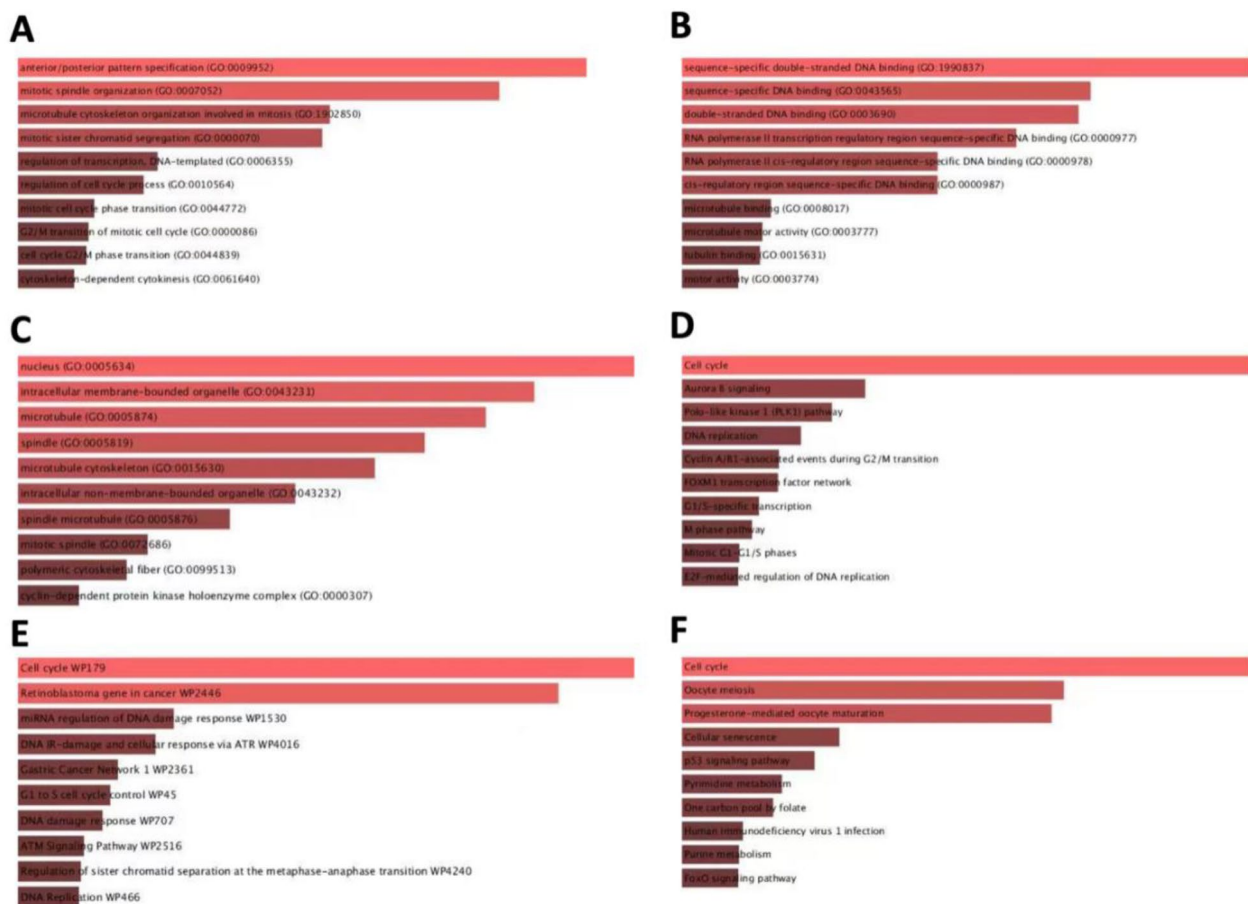 A
anterior/posterior pattern specification (GO:0009952)
mitotic spindle organization (GO:0007052)
microtubule cytoskeleton organization involved in mitosis (GO:1902850)
mitotic sister chromatid segregation (GO:0000070)
regulation of transcription, DNA-templated (GO:0006355)
regulation of cell cycle process (GO:0010564)
mitotic cell cycle phase transition (GO:0044772)
G2/M transition of mitotic cell cycle (GO:0000086)
cell cycle G2/M phase transition (GO:0044839)
cytoskeleton-dependent cytokinesis (GO:0061640)
B
sequence-specific double-stranded DNA binding (GO:1990837)
sequence-specific DNA binding (GO:0043565)
double-stranded DNA binding (GO:0003690)
RNA polymerase II transcription regulatory region sequence-specific DNA binding (GO:0000977)
RNA polymerase II cis-regulatory region sequence-specific DNA binding (GO:0000978)
cis-regulatory region sequence-specific DNA binding (GO:0000987)
microtubule binding (GO:0008017)
microtubule motor activity (GO:0003777)
tubulin binding (GO:0015631)
motor activity (GO:0003774)
C
nucleus (GO:0005634)
intracellular membrane-bounded organelle (GO:0043231)
microtubule (GO:0005874)
spindle (GO:0005819)
microtubule cytoskeleton (GO:0015630)
intracellular non-membrane-bounded organelle (GO:0043232)
spindle microtubule (GO:0005876)
mitotic spindle (GO:0072686)
polymeric cytoskeletal fiber (GO:0099513)
cyclin-dependent protein kinase holoenzyme complex (GO:0000307)
D
Cell cycle
Aurora B signaling
Polo-like kinase 1 (PLK1) pathway
DNA replication
Cyclin A/B1-associated events during G2/M transition
FOXM1 transcription factor network
G1/S-specific transcription
M phase pathway
Mitotic G1-G1/S phases
E2F-mediated regulation of DNA replication
E
Cell cycle WP179
Retinoblastoma gene in cancer WP2446
miRNA regulation of DNA damage response WP1530
DNA IR-damage and cellular response via ATR WP4016
Gastric Cancer Network 1 WP2361
G1 to S cell cycle control WP45
DNA damage response WP707
ATM Signaling Pathway WP2516
Regulation of sister chromatid separation at the metaphase-anaphase transition WP4240
DNA Replication WP466
F
Cell cycle
Oocyte meiosis
Progesterone-mediated oocyte maturation
Cellular senescence
p53 signaling pathway
Pyrimidine metabolism
One carbon pool by folate
Human immunodeficiency virus 1 infection
Purine metabolism
FoxO signaling pathway